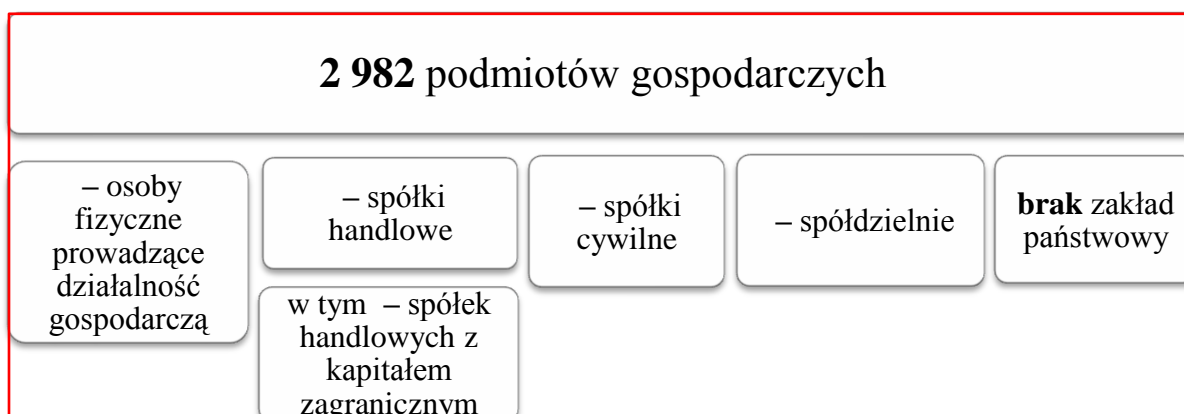 2 982 podmiotów gospodarczych
– osoby
fizyczne
prowadzące
działalność
gospodarczą
– spółki
handlowe
w tym – spółek
handlowych z
kapitałem
zagranicznym
– spółki
cywilne
– spółdzielnie
brak zakład
państwowy